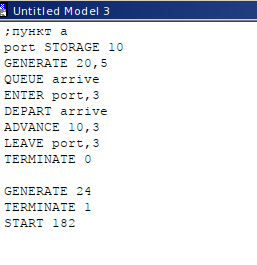 Untitled Model 3
;пункт а
port STORAGE 10
GENERATE 20,5
QUEUE arrive
ENTER port,3
DEPART arrive
ADVANCE 10,3
LEAVE port,3
TERMINATE 0
GENERATE 24
TERMINATE 1
START 182